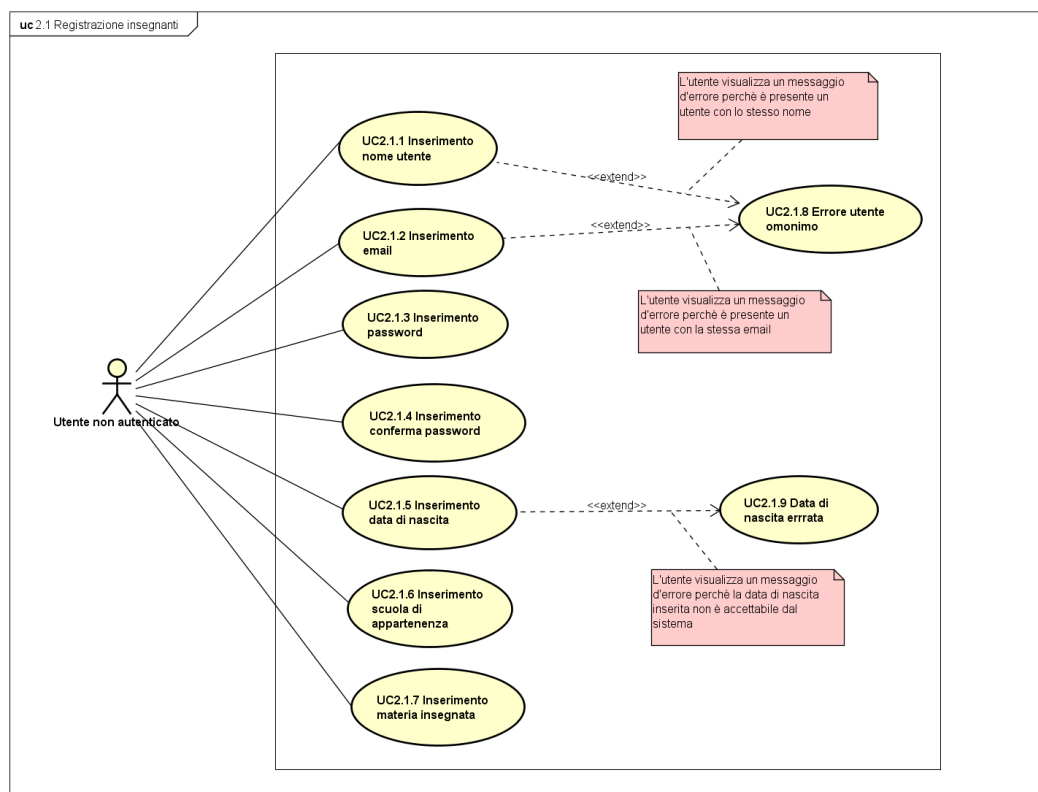 uc 2.1 Registrazione insegnanti
L'utente visualizza un messaggio
d'errore perchè è presente un
utente con lo stesso nome
UC2.1.1 Inserimento
nome utente
<<extend>>
UC2.1.8 Errore utente
omonimo
UC2.1.2 Inserimento
email
<<extend>>
L'utente visualizza un messaggio
d'errore perchè è presente un
utente con la stessa email
UC2.1.3 Inserimento
password
Utente non autenticato
UC2.1.4 Inserimento
conferma password
UC2.1.5 Inserimento
data di nascita
<<extend>>
UC2.1.9 Data di
nascita errrata
L'utente visualizza un messaggio
d'errore perchè la data di nascita
inserita non è accettabile dal
sistema
UC2.1.6 Inserimento
scuola di
appartenenza
UC2.1.7 Inserimento
materia insegnata